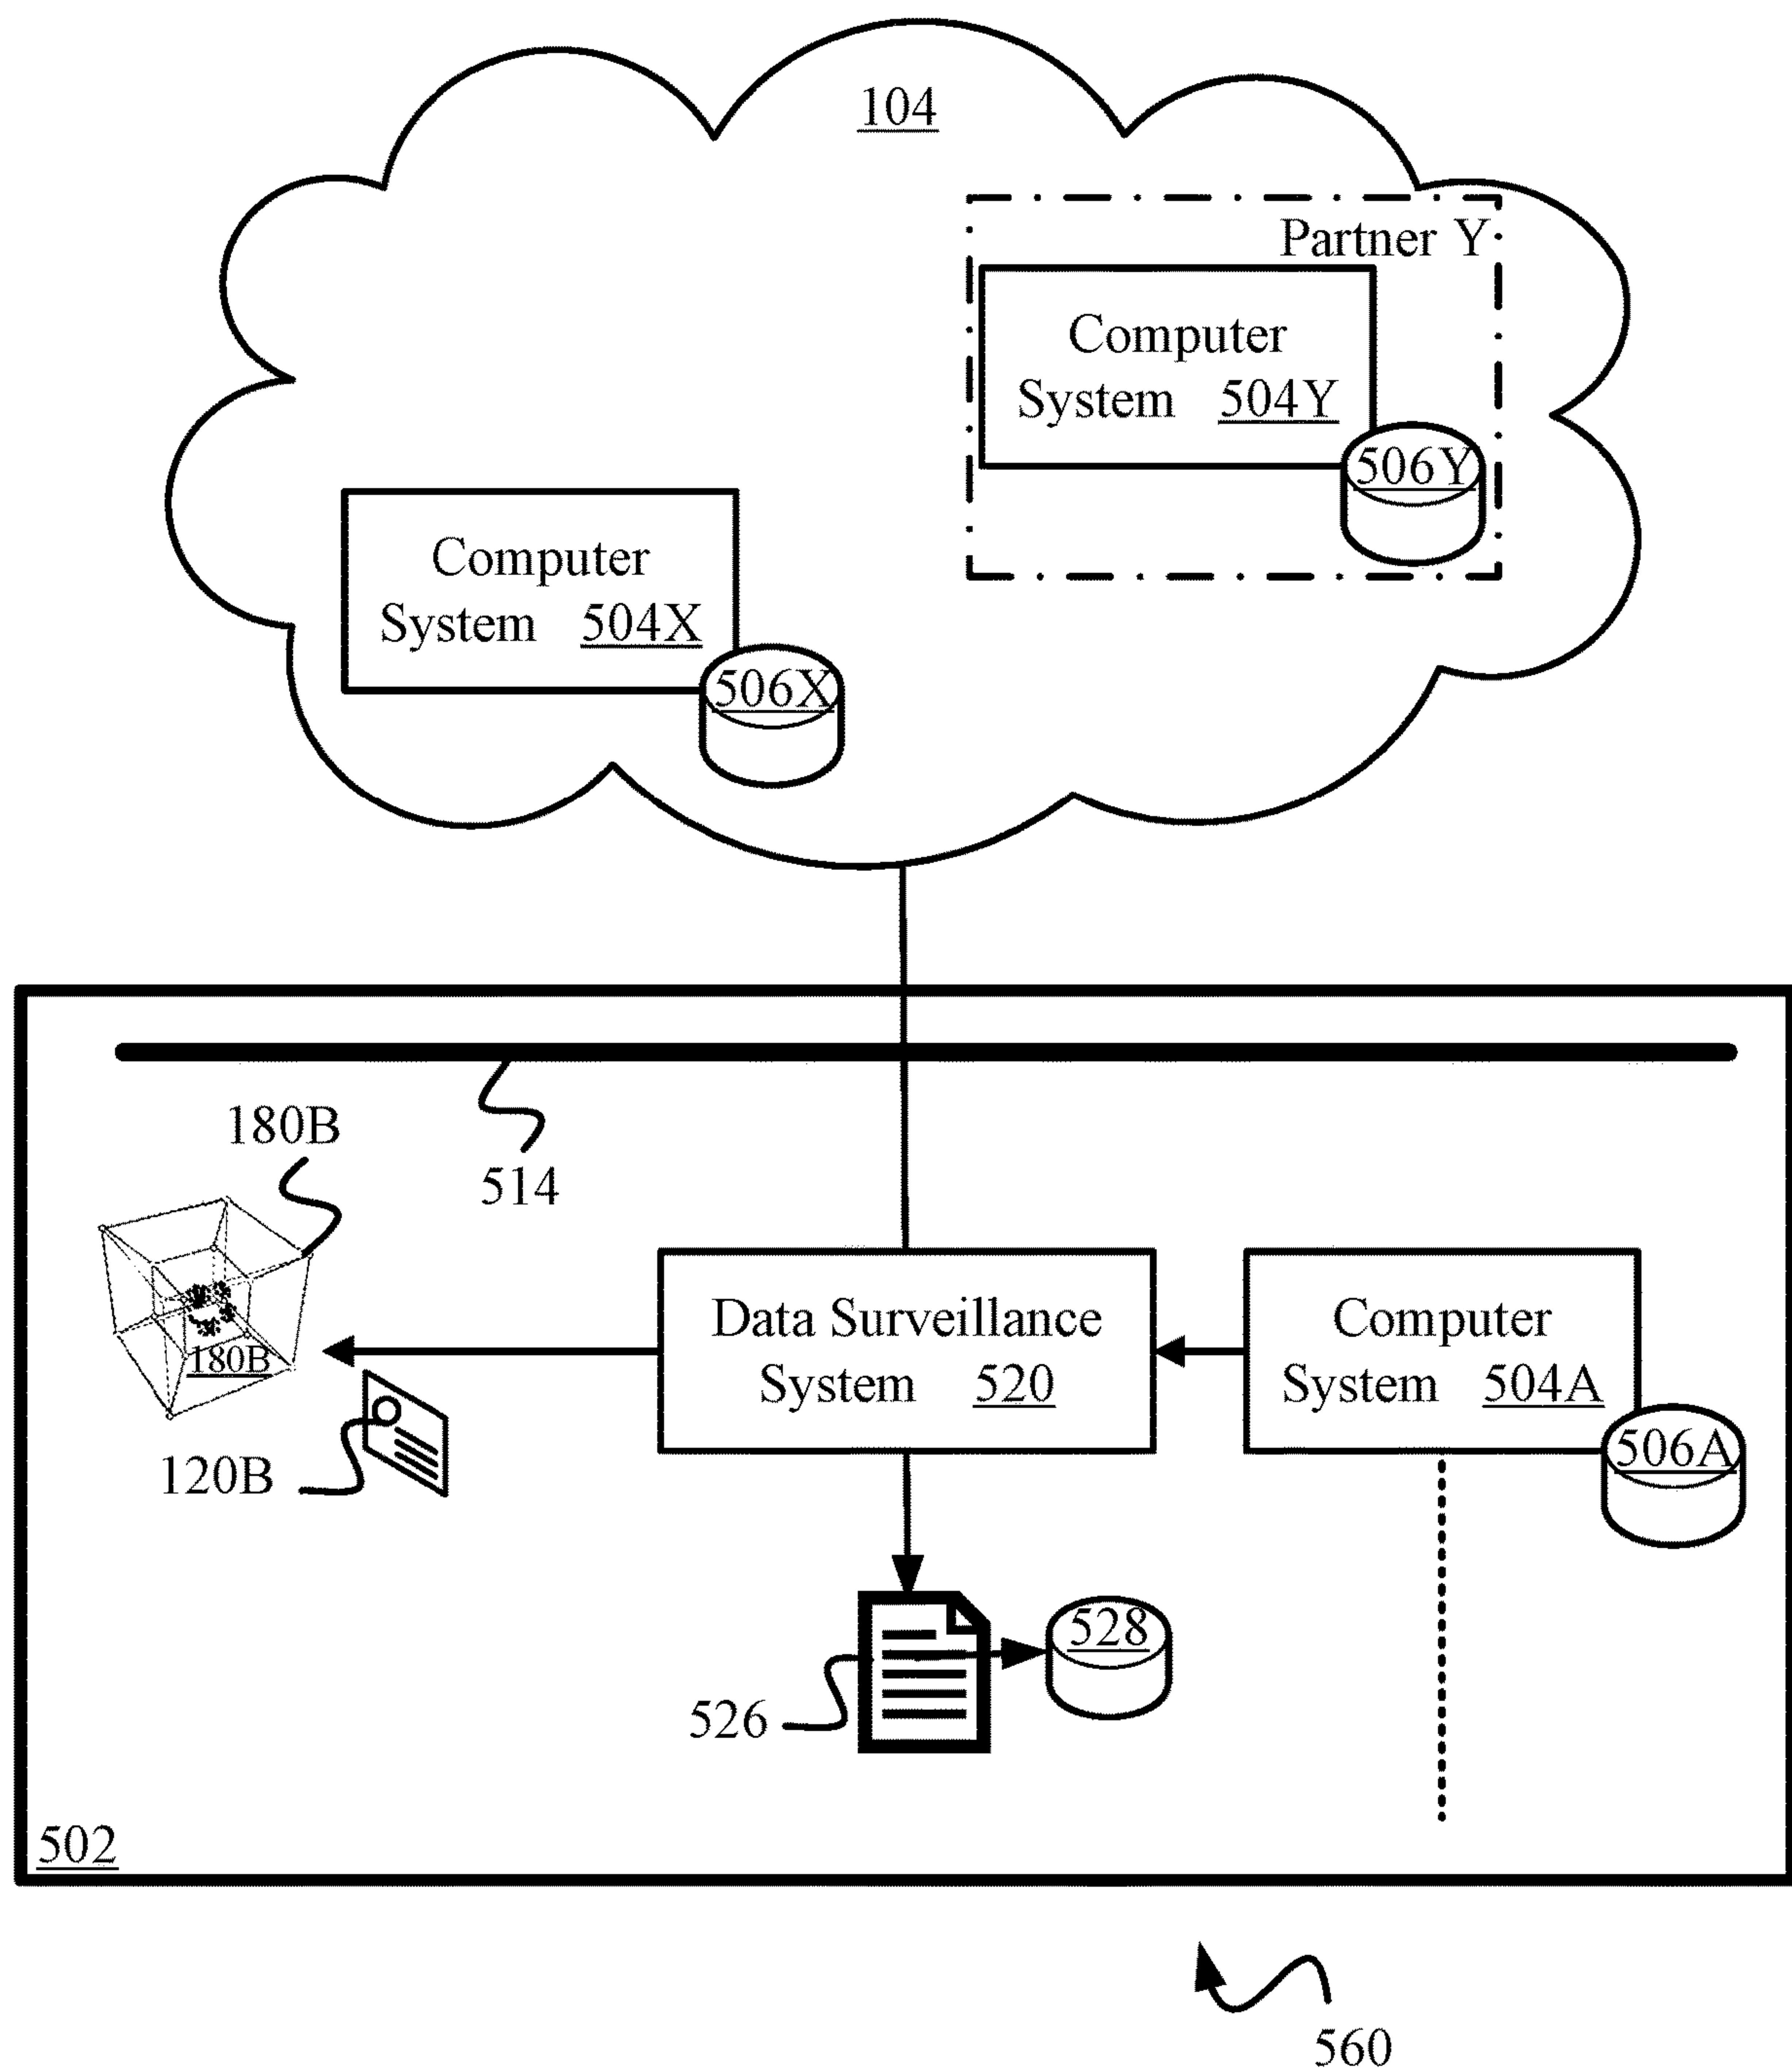 104
Partner Y
Computer
System 504Y
506Y
Computer
System 504X
506X
180B
514
180B
Data Surveillance
System 520
Computer
System 504A
120B
506A
528
526
502
560